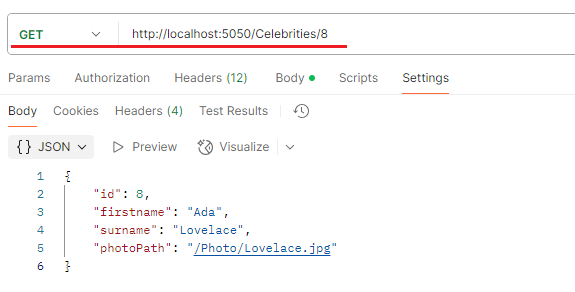 GET http://localhost:5050/Celebrities/8
Params Authorization Headers (12) Body Scripts Settings
Body Cookies Headers (4) Test Results
{} JSON Preview Visualize
1 {
2 "id": 8,
3 "firstname": "Ada",
4 "surname": "Lovelace",
5 "photoPath": "/Photo/Lovelace.jpg"
6 }